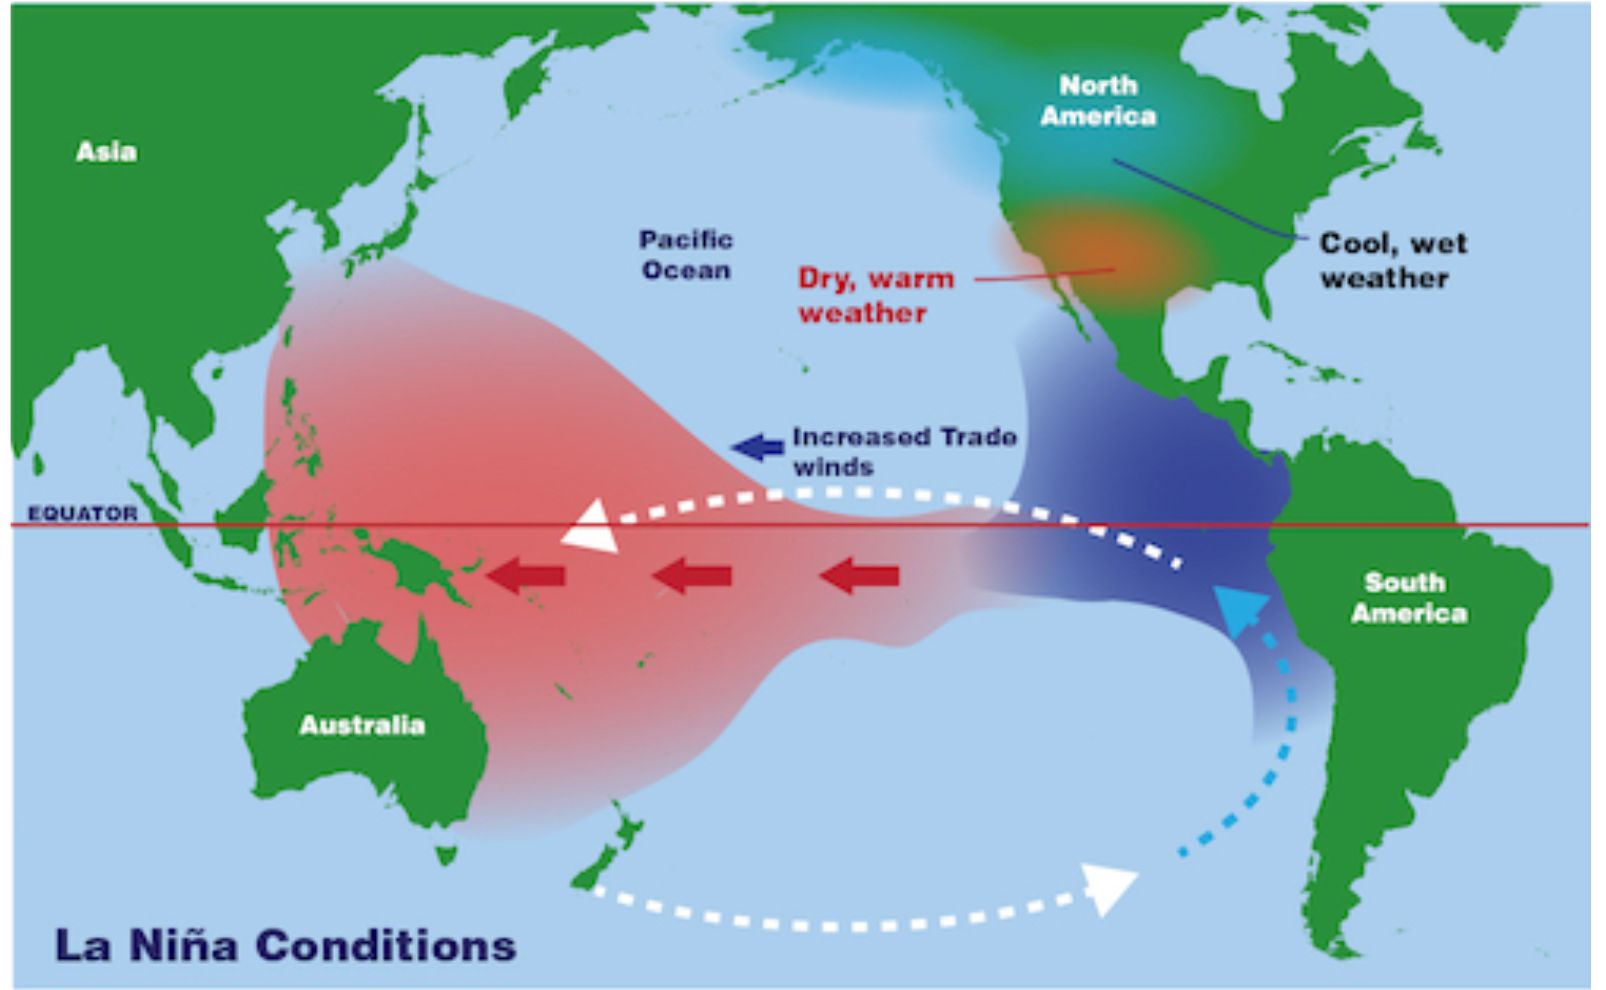 North
America
Asia
Pacific
Ocean
Cool, wet
weather
Dry, warm
weather
Increased Trade
winds
EQUATOR
South
America
Australia
La Niña Conditions